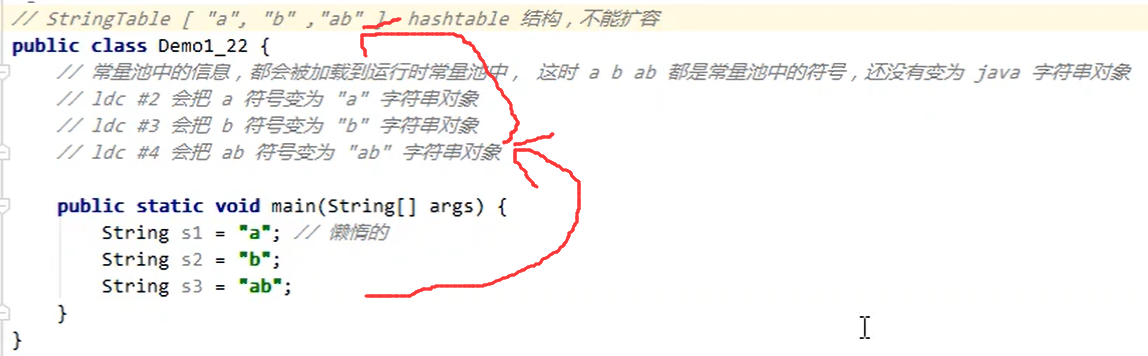 // StringTable [ "a", "b" ,"ab" ] hashtable 结构，不能扩容
public class Demo1_22 {
// 常量池中的信息，都会被加载到运行时常量池中， 这时 a b ab 都是常量池中的符号，还没有变为 java 字符串对象
// ldc #2 会把 a 符号变为 "a" 字符串对象
// ldc #3 会把 b 符号变为 "b" 字符串对象
// ldc #4 会把 ab 符号变为 "ab" 字符串对象
public static void main(String[] args) {
String s1 = "a"; // 懒惰的
String s2 = "b";
String s3 = "ab";
}
}